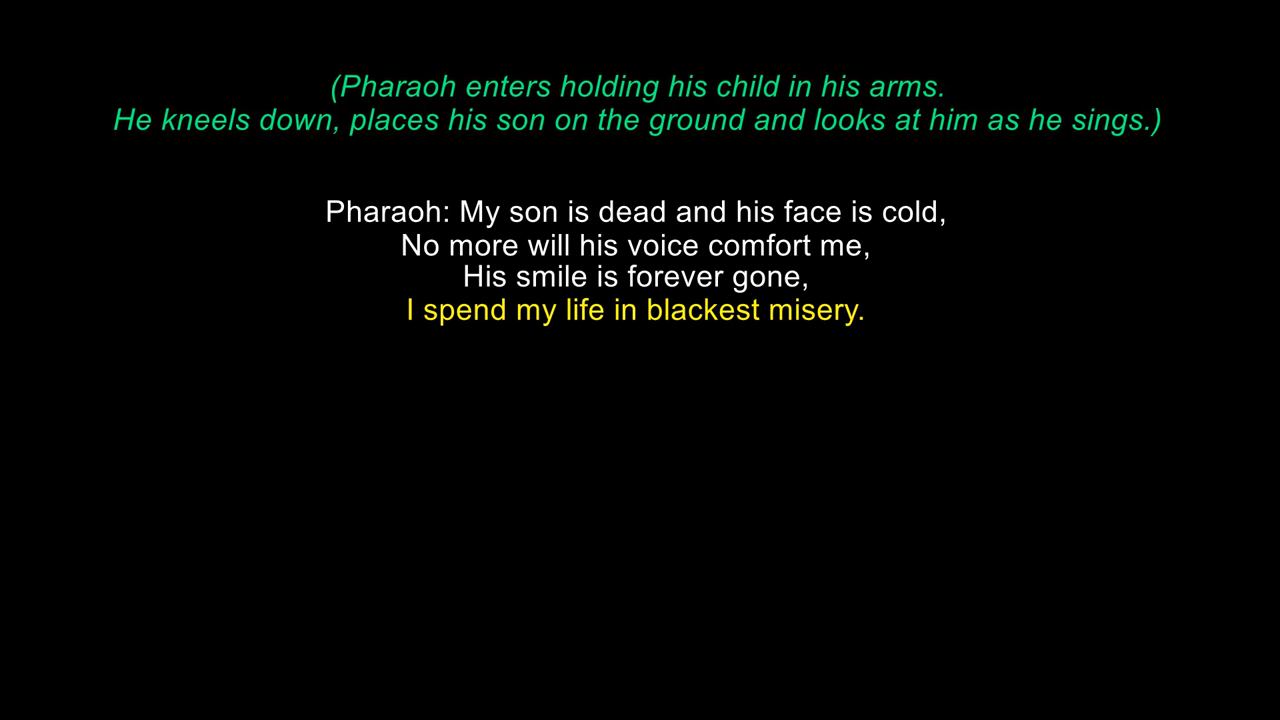 (Pharaoh enters holding his child in his arms.
He kneels down, places his son on the ground and looks at him as he sings.)
Pharaoh: My son is dead and his face is cold,
No more will his voice comfort me,
His smile is forever gone,
I spend my life in blackest misery.